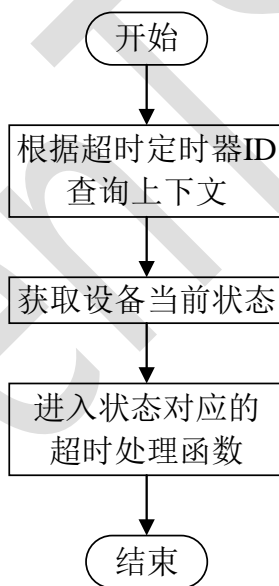 开始
根据超时定时器ID
查询上下文
获取设备当前状态
进入状态对应的
超时处理函数
结束